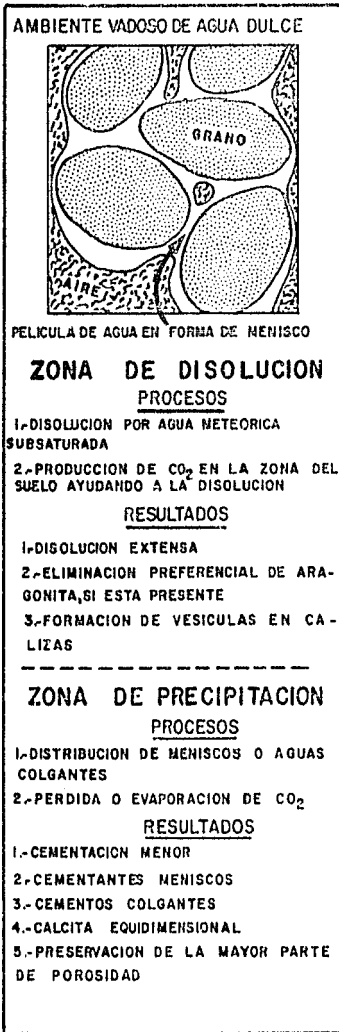 AMBIENTE VADOSO DE AGUA DULCE
GRANO
AIRE
PELICULA DE AGUA EN FORMA DE MENISCO
ZONA DE DISOLUCION
PROCESOS
1.-DISOLUCION POR AGUA METEORICA
SUBSATURADA
2.-PRODUCCION DE CO2 EN LA ZONA DEL
SUELO AYUDANDO A LA DISOLUCION
RESULTADOS
1.-DISOLUCION EXTENSA
2.-ELIMINACION PREFERENCIAL DE ARA-
GONITA,SI ESTA PRESENTE
3.-FORMACION DE VESICULAS EN CA-
LIZAS
ZONA DE PRECIPITACION
PROCESOS
1.-DISTRIBUCION DE MENISCOS O AGUAS
COLGANTES
2.-PERDIDA O EVAPORACION DE CO2
RESULTADOS
1.-CEMENTACION MENOR
2.-CEMENTANTES MENISCOS
3.-CEMENTOS COLGANTES
4.-CALCITA EQUIDIMENSIONAL
5.-PRESERVACION DE LA MAYOR PARTE
DE POROSIDAD